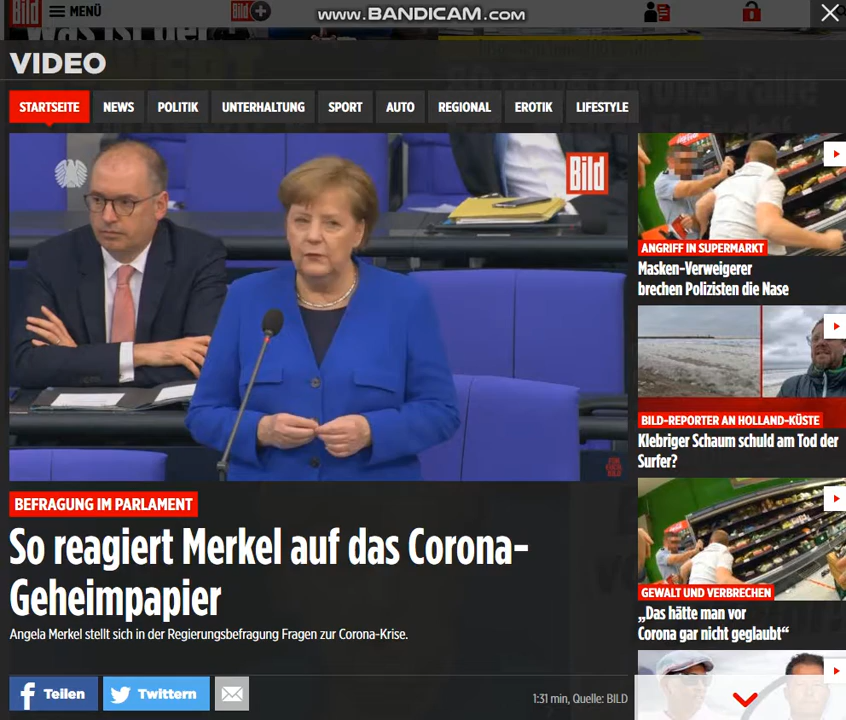 Bild
MENÜ
Bild
www.BANDICAM.com
VIDEO
STARTSEITE
NEWS
POLITIK
UNTERHALTUNG
SPORT
AUTO
REGIONAL
EROTIK
LIFESTYLE
Bild
ANGRIFF IN SUPERMARKT
Masken-Verweigerer
brechen Polizisten die Nase
BILD-REPORTER AN HOLLAND-KÜSTE
Klebriger Schaum schuld am Tod der
Surfer?
GEWALT UND VERBRECHEN
„Das hätte man vor
Corona gar nicht geglaubt“
BEFRAGUNG IM PARLAMENT
So reagiert Merkel auf das Corona-
Geheimpapier
Angela Merkel stellt sich in der Regierungsbefragung Fragen zur Corona-Krise.
Teilen
Twittern
1:31 min, Quelle: BILD